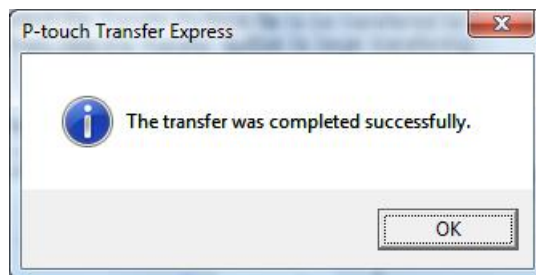 P-touch Transfer Express
The transfer was completed successfully.
OK